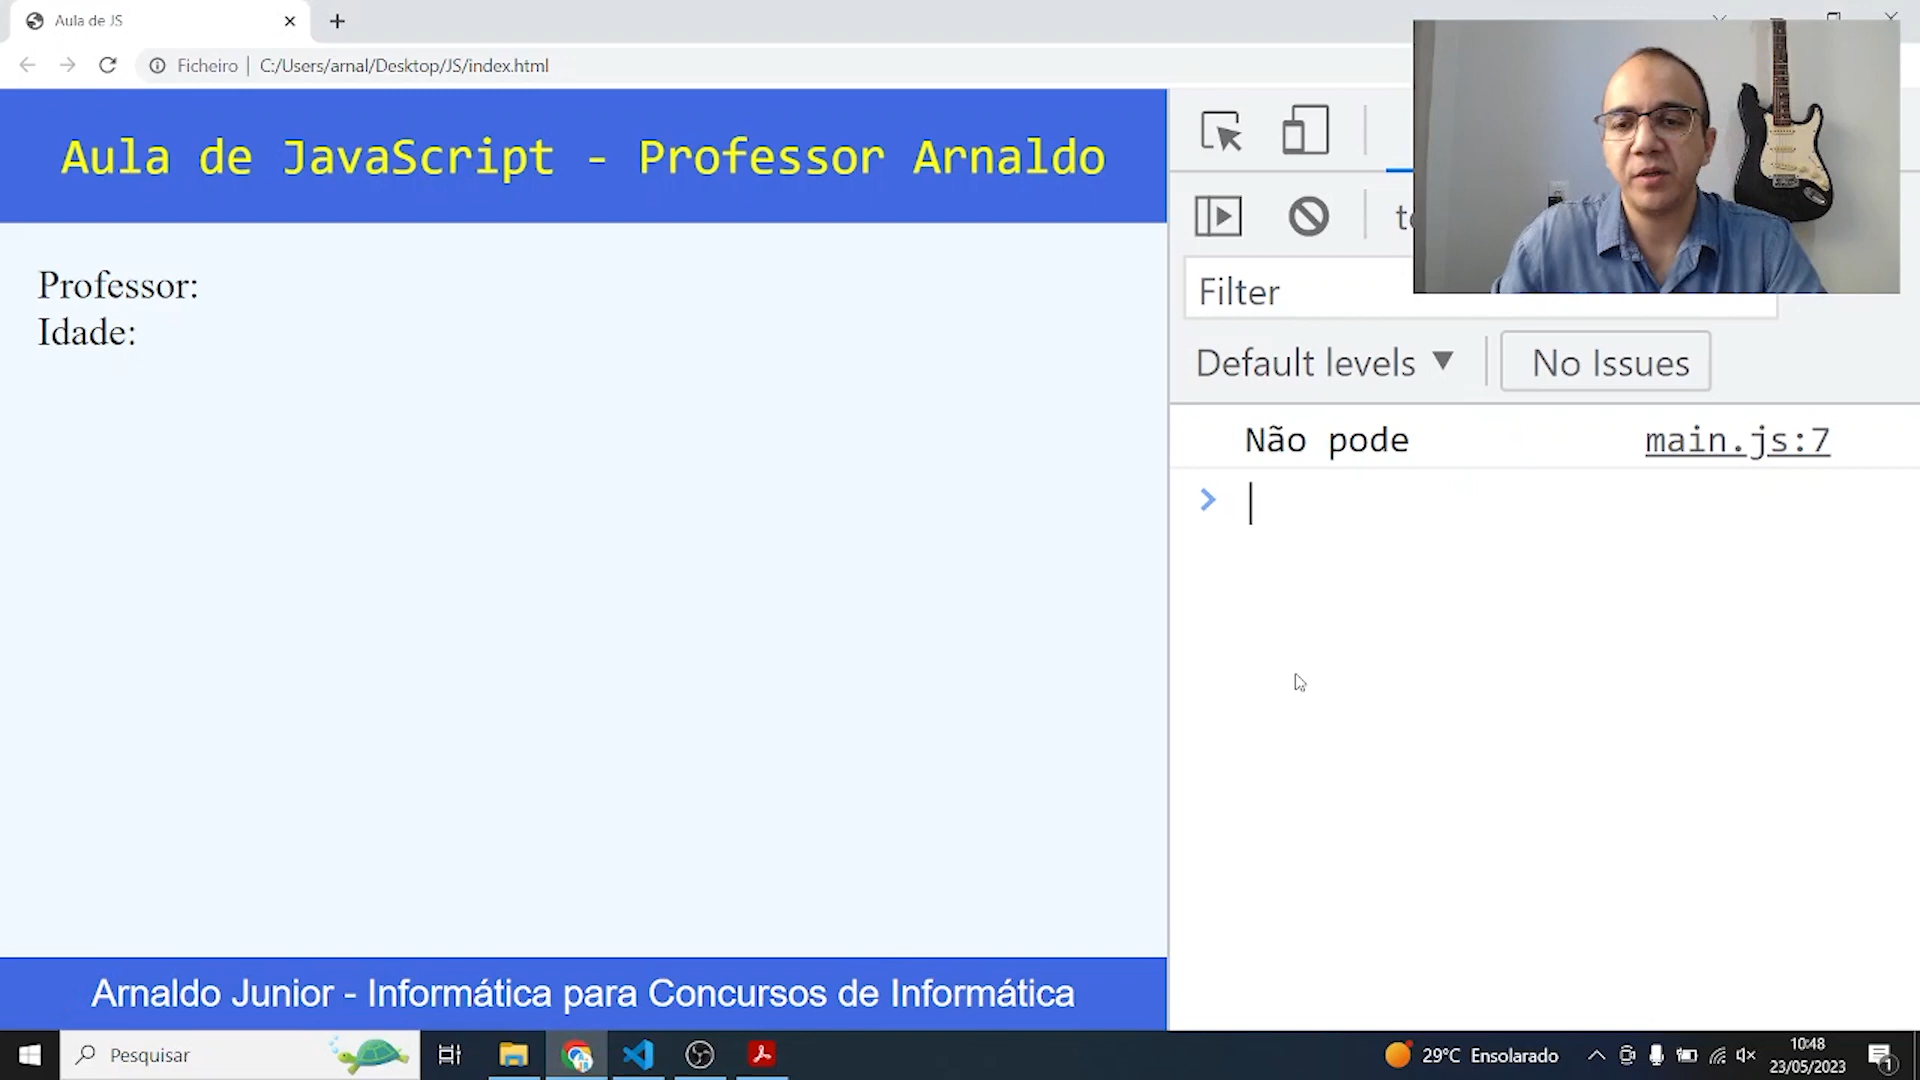 Aula de JS
Ficheiro
C:/Users/arnal/Desktop/JS/index.html
Aula de JavaScript - Professor Arnaldo
Professor:
Idade:
Filter
Default levels
No Issues
Não pode
main.js:7
Arnaldo Junior - Informática para Concursos de Informática
Pesquisar
29°C Ensolarado
10:48
23/05/2023
1